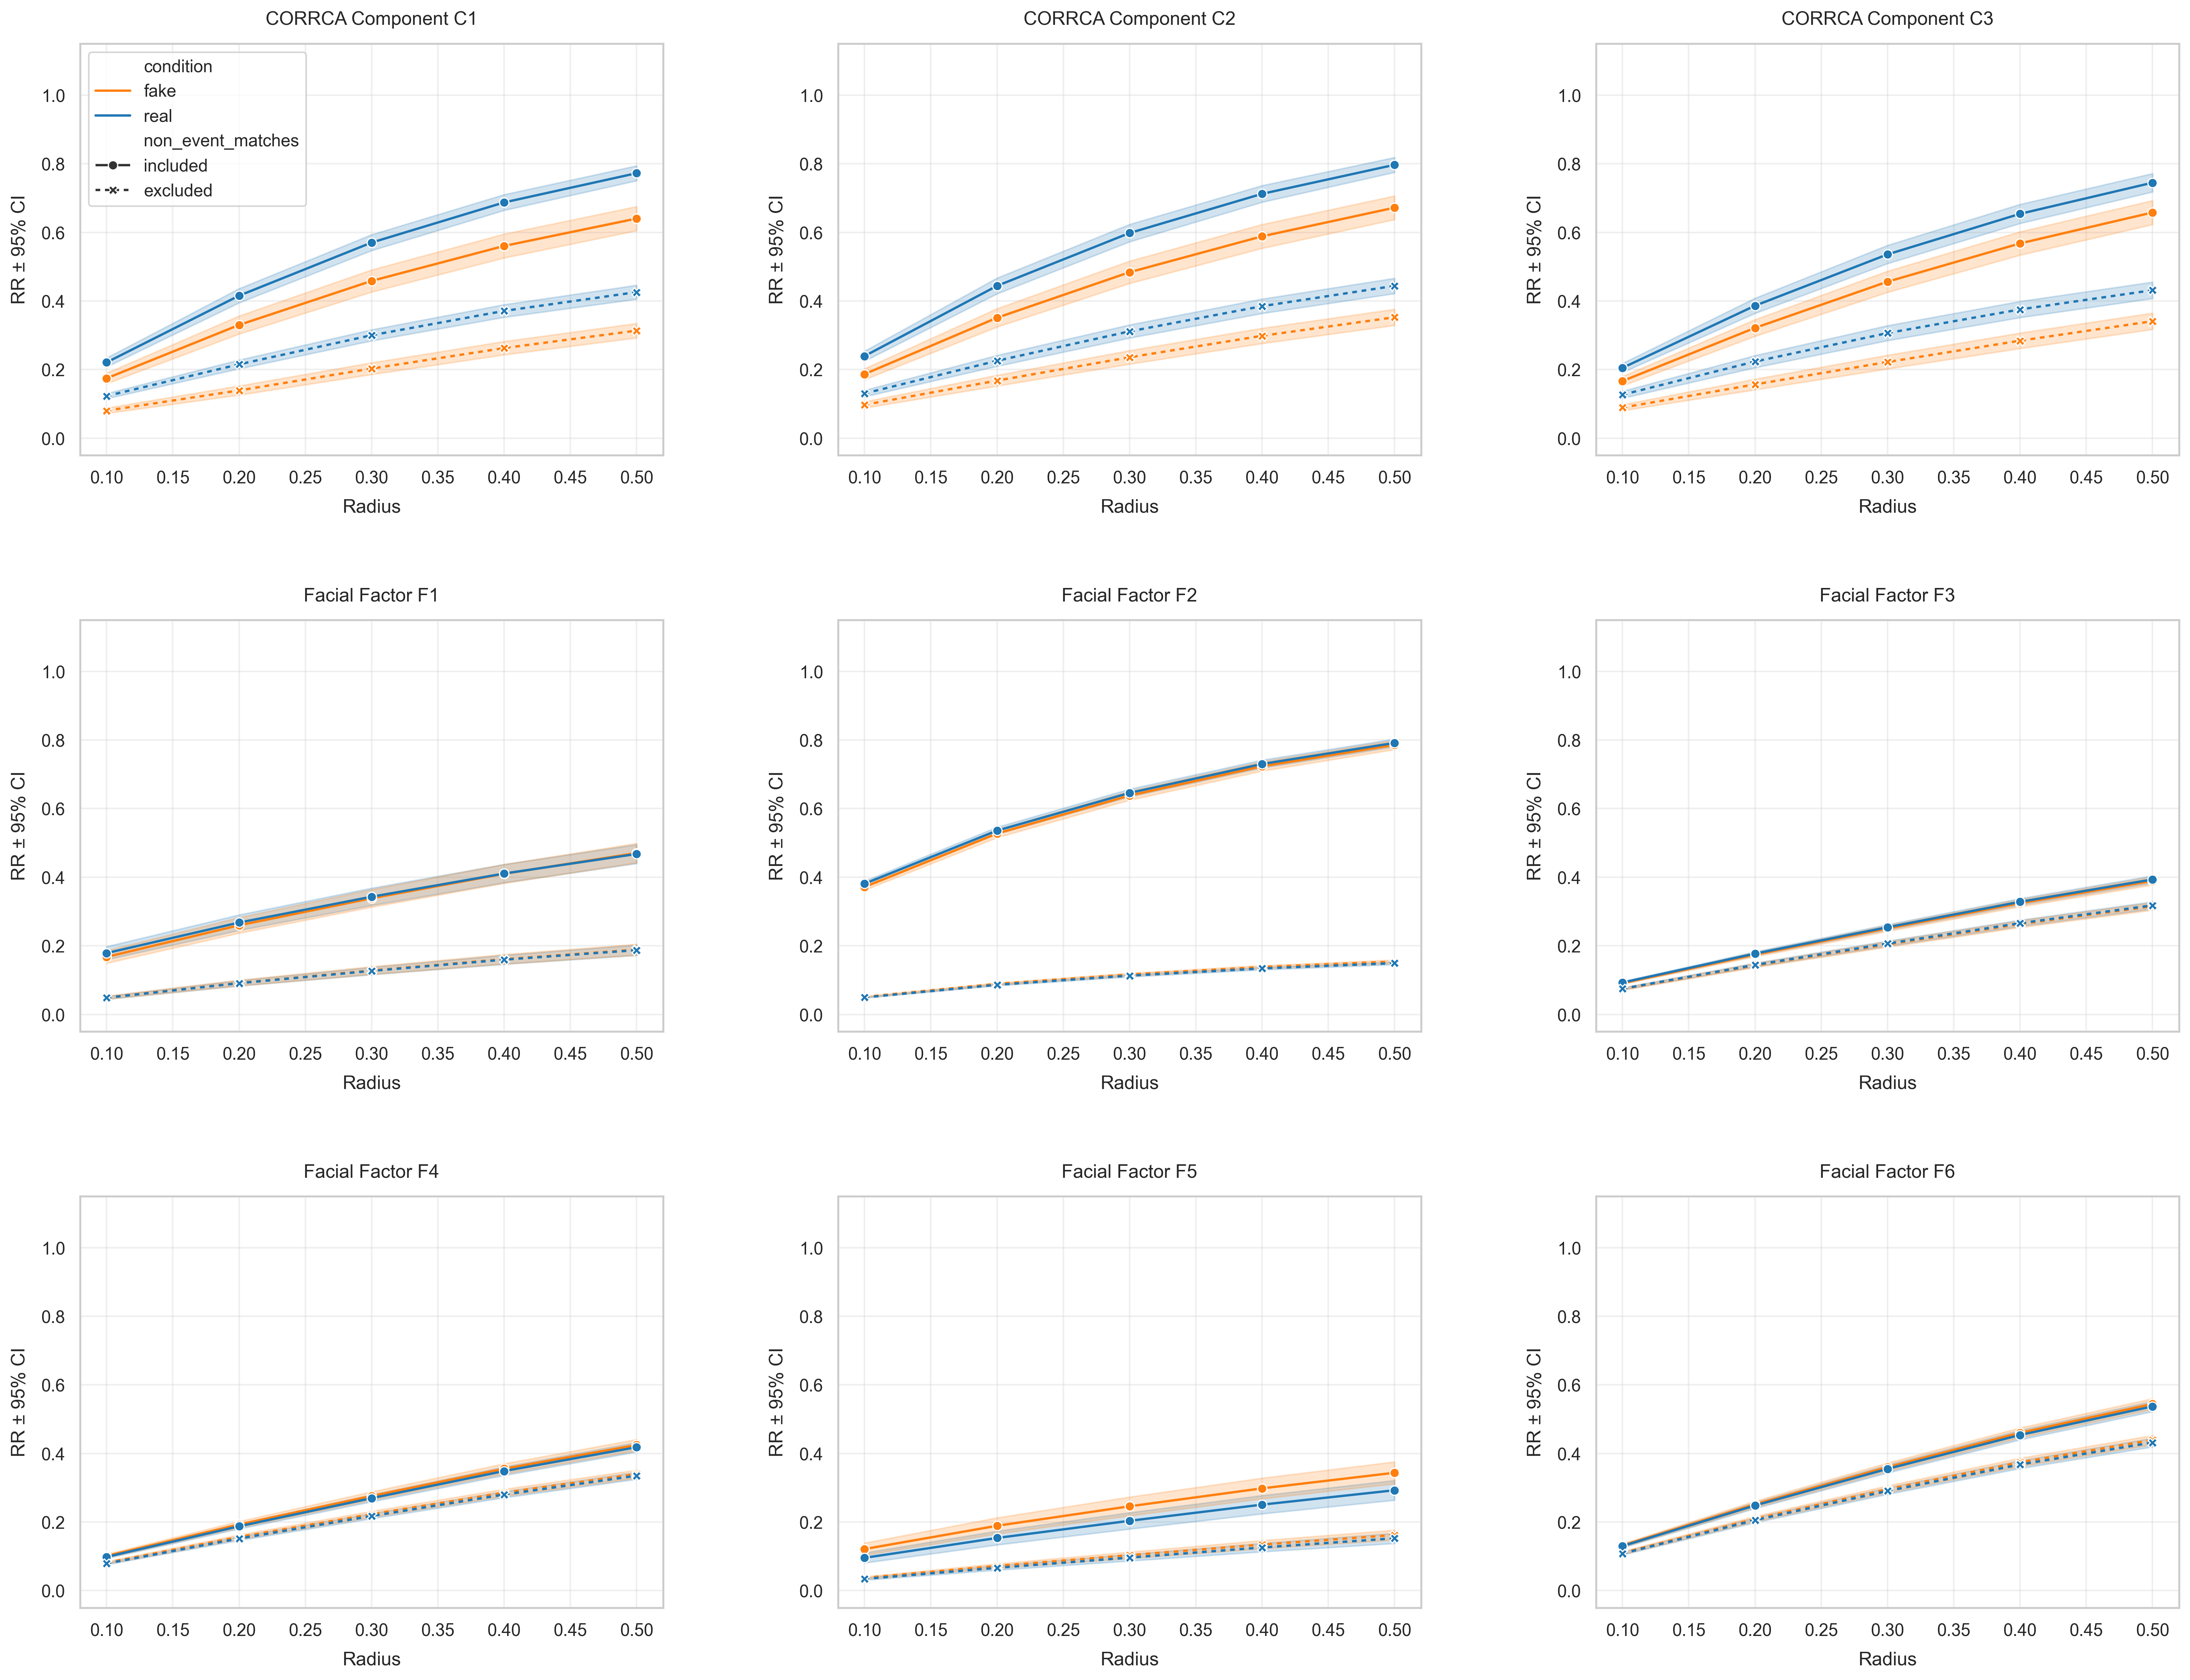 CORRCA Component C1
condition
fake
real
non_event_matches
included
excluded
1.0
0.8
0.6
0.4
0.2
0.0
RR ± 95% CI
0.10 0.15 0.20 0.25 0.30 0.35 0.40 0.45 0.50
Radius
CORRCA Component C2
1.0
0.8
0.6
0.4
0.2
0.0
RR ± 95% CI
0.10 0.15 0.20 0.25 0.30 0.35 0.40 0.45 0.50
Radius
CORRCA Component C3
1.0
0.8
0.6
0.4
0.2
0.0
RR ± 95% CI
0.10 0.15 0.20 0.25 0.30 0.35 0.40 0.45 0.50
Radius
Facial Factor F1
1.0
0.8
0.6
0.4
0.2
0.0
RR ± 95% CI
0.10 0.15 0.20 0.25 0.30 0.35 0.40 0.45 0.50
Radius
Facial Factor F2
1.0
0.8
0.6
0.4
0.2
0.0
RR ± 95% CI
0.10 0.15 0.20 0.25 0.30 0.35 0.40 0.45 0.50
Radius
Facial Factor F3
1.0
0.8
0.6
0.4
0.2
0.0
RR ± 95% CI
0.10 0.15 0.20 0.25 0.30 0.35 0.40 0.45 0.50
Radius
Facial Factor F4
1.0
0.8
0.6
0.4
0.2
0.0
RR ± 95% CI
0.10 0.15 0.20 0.25 0.30 0.35 0.40 0.45 0.50
Radius
Facial Factor F5
1.0
0.8
0.6
0.4
0.2
0.0
RR ± 95% CI
0.10 0.15 0.20 0.25 0.30 0.35 0.40 0.45 0.50
Radius
Facial Factor F6
1.0
0.8
0.6
0.4
0.2
0.0
RR ± 95% CI
0.10 0.15 0.20 0.25 0.30 0.35 0.40 0.45 0.50
Radius